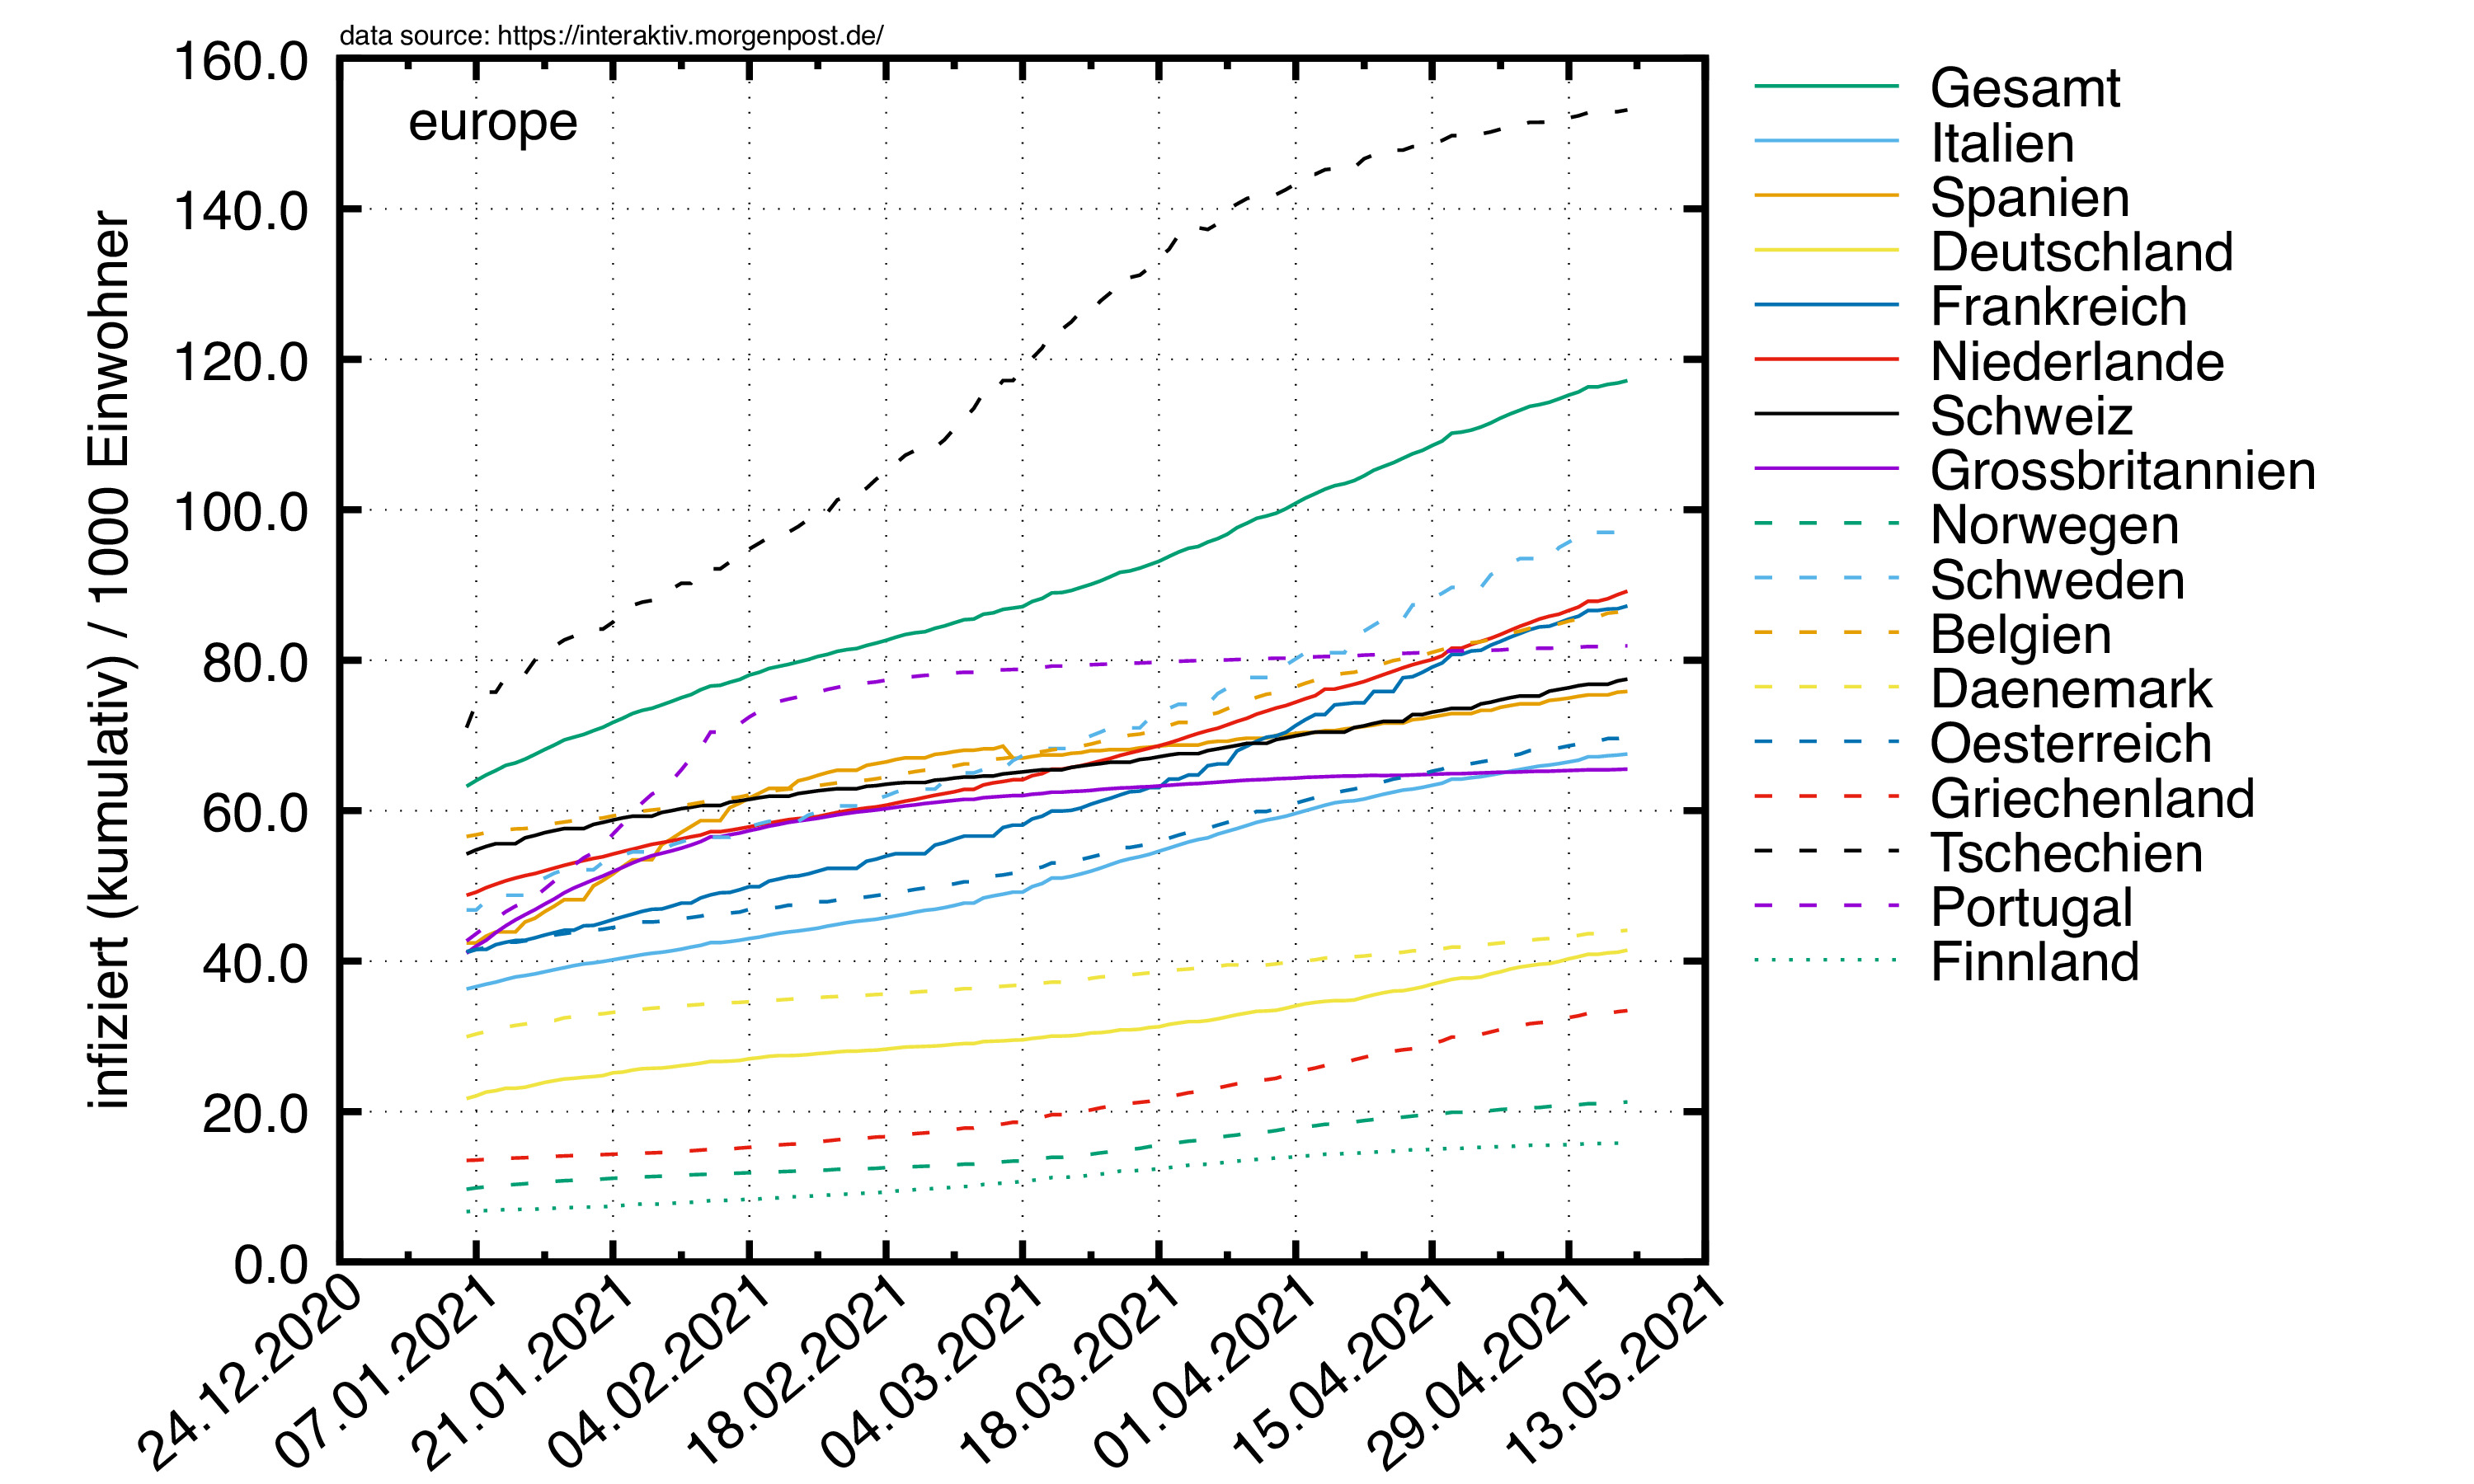 data source: https://interaktiv.morgenpost.de/
europe
infiziert (kumulativ) / 1000 Einwohner
160.0
140.0
120.0
100.0
80.0
60.0
40.0
20.0
0.0
24.12.2020
07.01.2021
21.01.2021
04.02.2021
18.02.2021
04.03.2021
18.03.2021
01.04.2021
15.04.2021
29.04.2021
13.05.2021
Gesamt
Italien
Spanien
Deutschland
Frankreich
Niederlande
Schweiz
Grossbritannien
Norwegen
Schweden
Belgien
Daenemark
Oesterreich
Griechenland
Tschechien
Portugal
Finnland